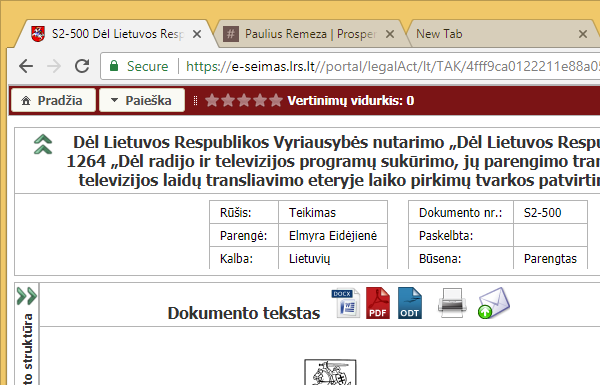 S2-500 Dėl Lietuvos Resp
Paulius Remeza | Prosper
New Tab
Secure https://e-seimas.lrs.lt//portal/legalAct/lt/TAK/4fff9ca0122211e88a05
Pradžia Paieška Vertinimų vidurkis: 0
Dėl Lietuvos Respublikos Vyriausybės nutarimo „Dėl Lietuvos Respu
1264 „Dėl radijo ir televizijos programų sukūrimo, jų parengimo tran
televizijos laidų transliavimo eteryje laiko pirkimų tvarkos patvirtin
Rūšis: Teikimas Dokumento nr.: S2-500
Parengė: Elmyra Eidėjienė Paskelbta:
Kalba: Lietuvių Būsena: Parengtas
Dokumento tekstas DOCX PDF ODT
to struktūra